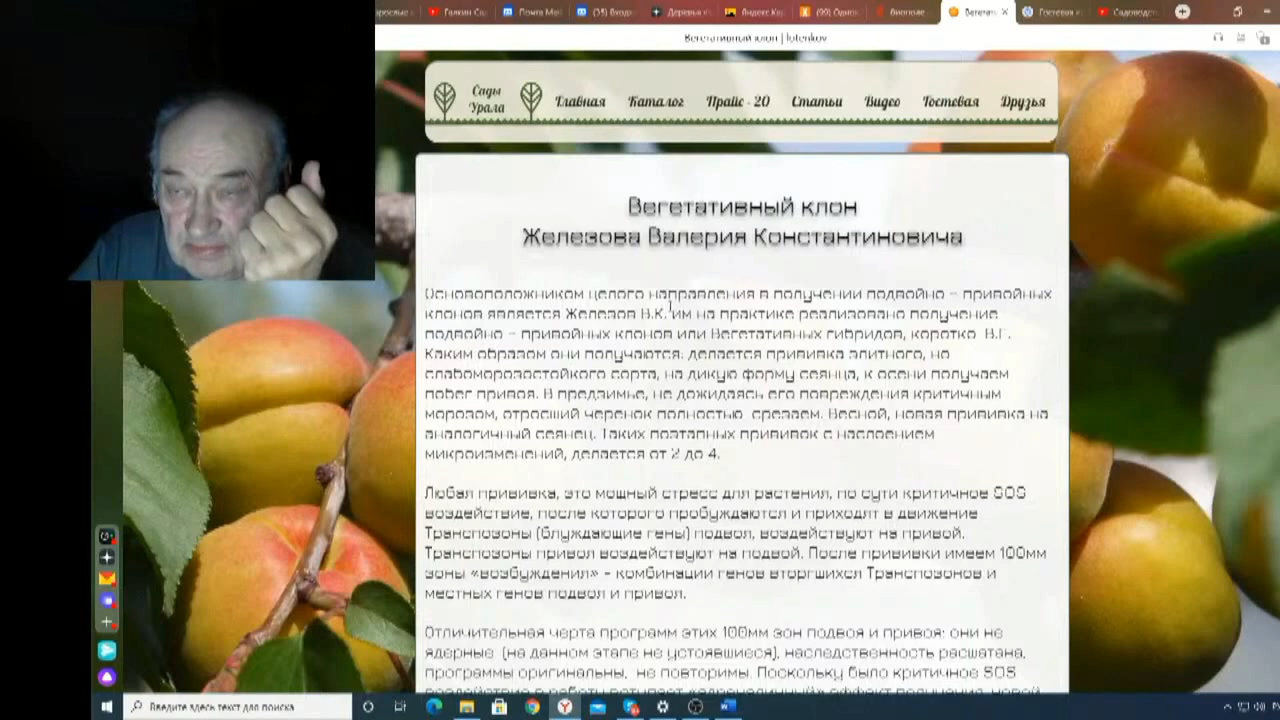 Вегетативный клон | lotenkov
Сады
Урала
Главная Каталог Прайс - 20 Статьи Видео Гостевая Друзья
Вегетативный клон
Железова Валерия Константиновича
Основоположником целого направления в получении подвойно – привойных
клонов является Железов В.К. им на практике реализовано получение
подвойно – привойных клонов или Вегетативных гибридов, коротко В.Г.
Каким образом они получаются: делается прививка элитного, но
слабоморозостойкого сорта, на дикую форму сеянца, к осени получаем
побег привоя. В предзимье, не дожидаясь его повреждения критичным
морозом, отросший черенок полностью срезаем. Весной, новая прививка на
аналогичный сеянец. Таких поэтапных прививок с наслоением
микроизменений, делается от 2 до 4.
Любая прививка, это мощный стресс для растения, по сути критичное SOS
воздействие, после которого пробуждаются и приходят в движение
Транспозоны (блуждающие гены) подвоя, воздействуют на привой.
Транспозоны привоя воздействуют на подвой. После прививки имеем 100мм
зоны «возбуждения» – комбинации генов вторгшихся Транспозонов и
местных генов подвоя и привоя.
Отличительная черта программ этих 100мм зон подвоя и привоя: они не
ядерные (на данном этапе не устоявшиеся), наследственность расшатана,
программы оригинальны, не повторимы. Поскольку было критичное SOS
Введите здесь текст для поиска